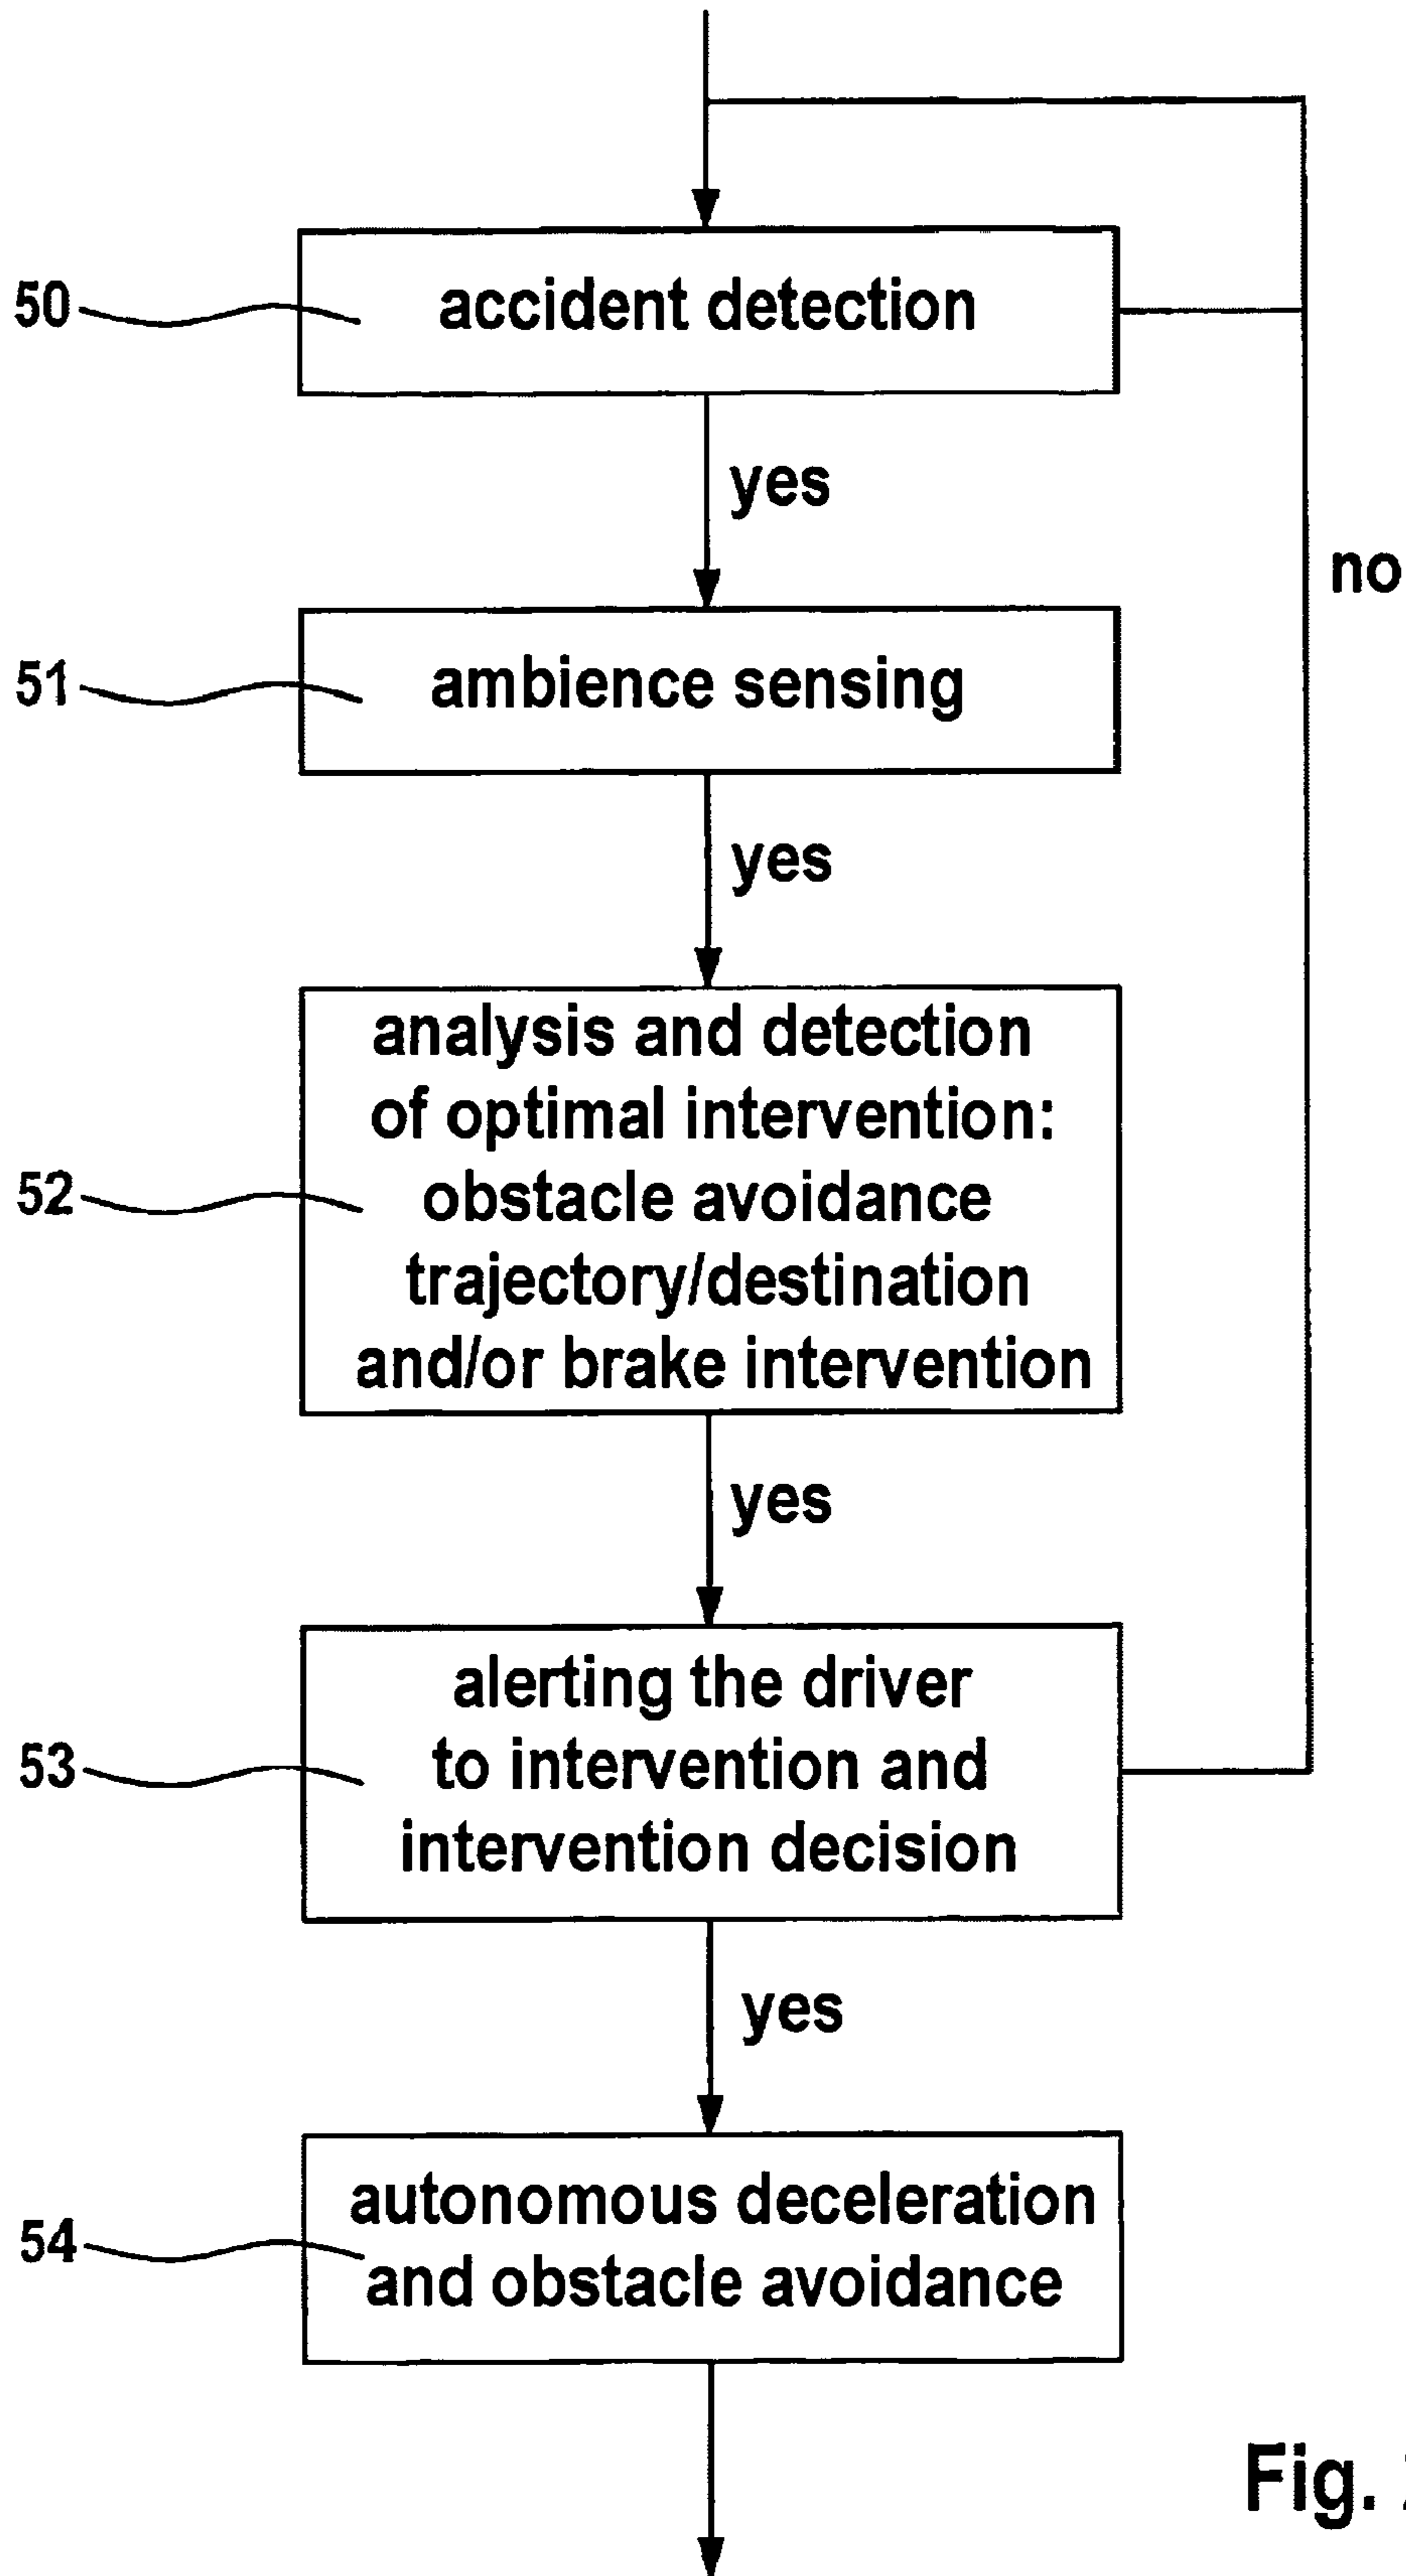 50
accident detection
yes
no
51
ambience sensing
yes
52
analysis and detection
of optimal intervention:
obstacle avoidance
trajectory/destination
and/or brake intervention
yes
53
alerting the driver
to intervention and
intervention decision
yes
54
autonomous deceleration
and obstacle avoidance
Fig.